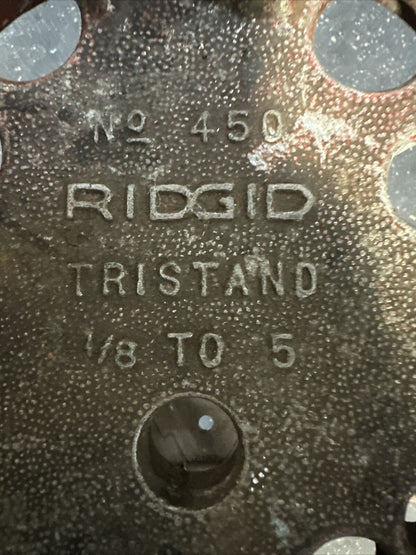 Nº 450
RIDGID
TRISTAND
1/8 TO 5